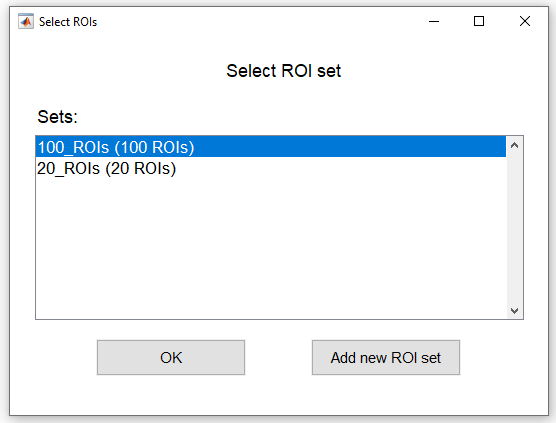 Select ROIs
Select ROI set
Sets:
100_ROIs (100 ROIs)
20_ROIs (20 ROIs)
OK
Add new ROI set